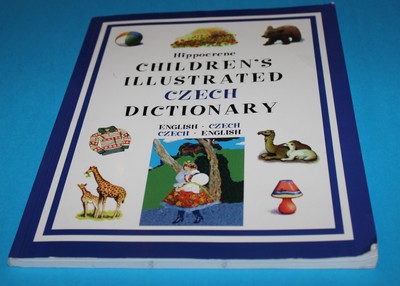 Hippocrene
CHILDREN'S
ILLUSTRATED
CZECH
DICTIONARY
ENGLISH - CZECH
CZECH - ENGLISH